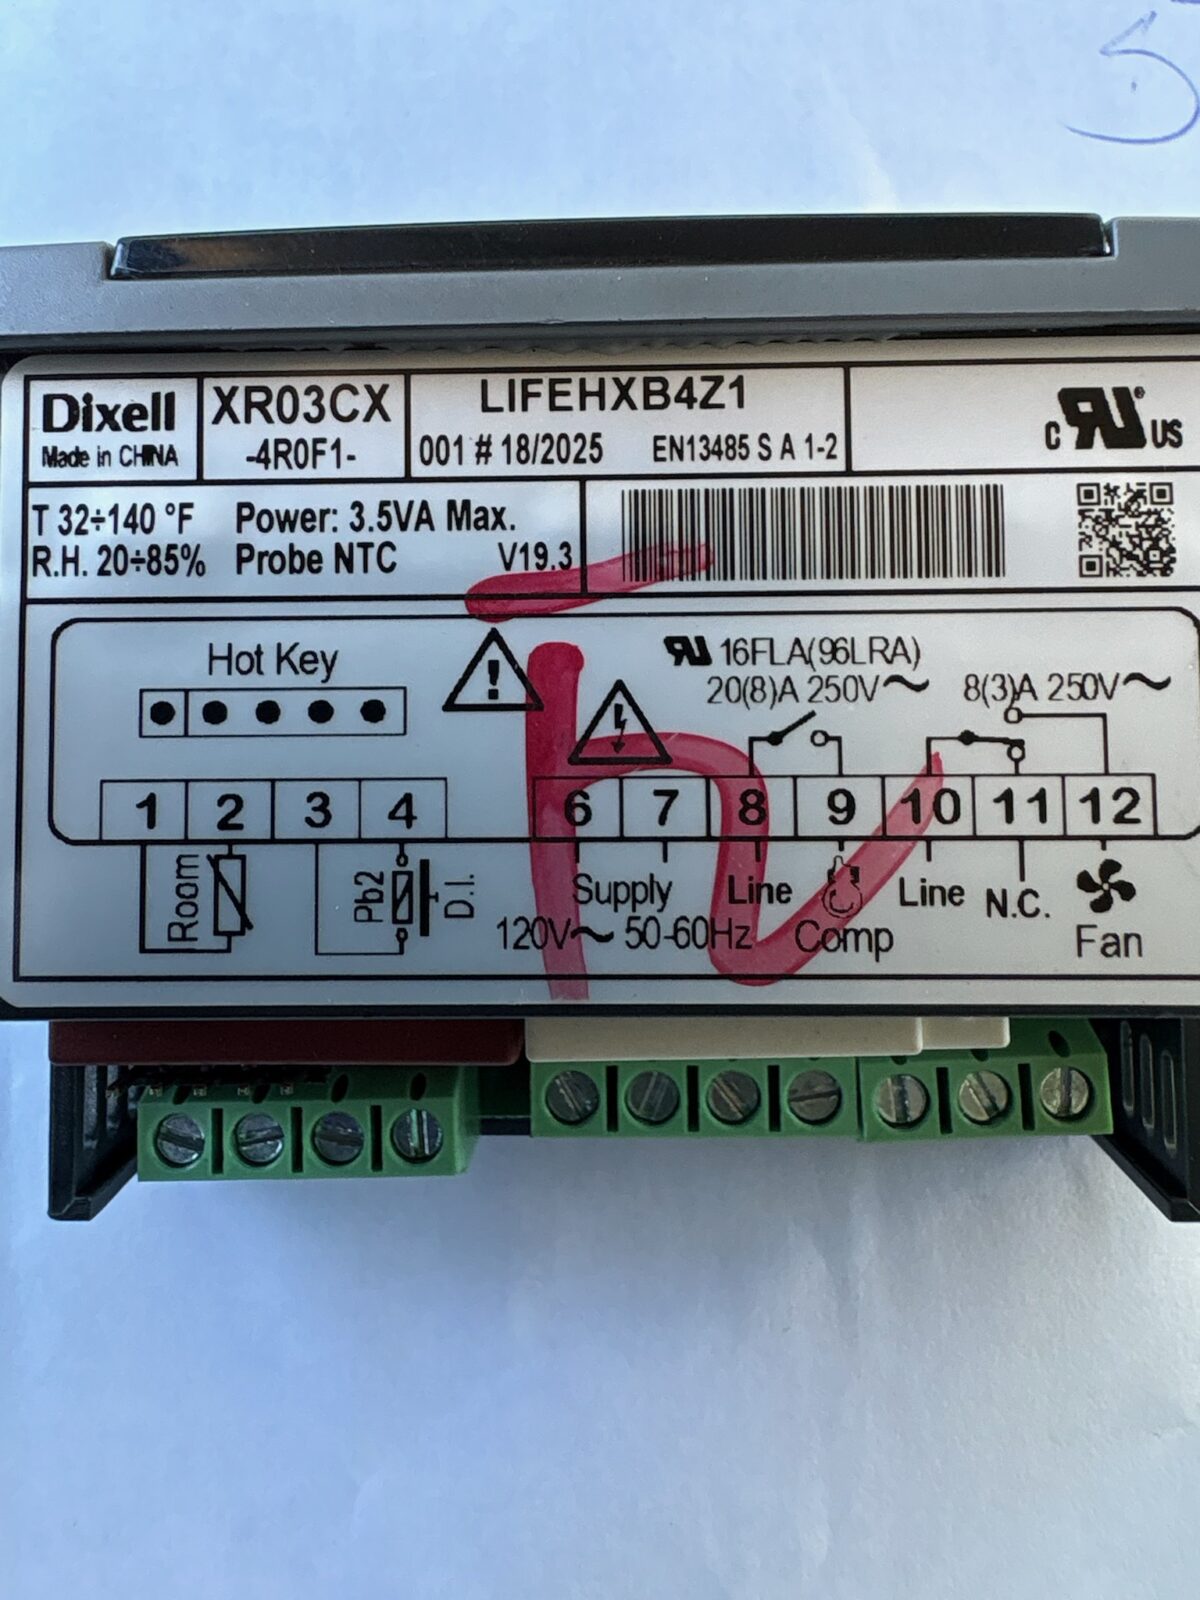 5
Dixell XR03CX LIFEHXB4Z1
Made in CHINA -4R0F1- 001 # 18/2025 EN13485 S A 1-2 c RU® US
T 32÷140 °F Power: 3.5VA Max.
R.H. 20÷85% Probe NTC V19.3
Hot Key ! RU 16FLA(96LRA)
20(8)A 250V~ 8(3)A 250V~
1 2 3 4 6 7 8 9 10 11 12
Room Pb2 D.I. Supply Line Line N.C.
120V~ 50-60Hz Comp Fan